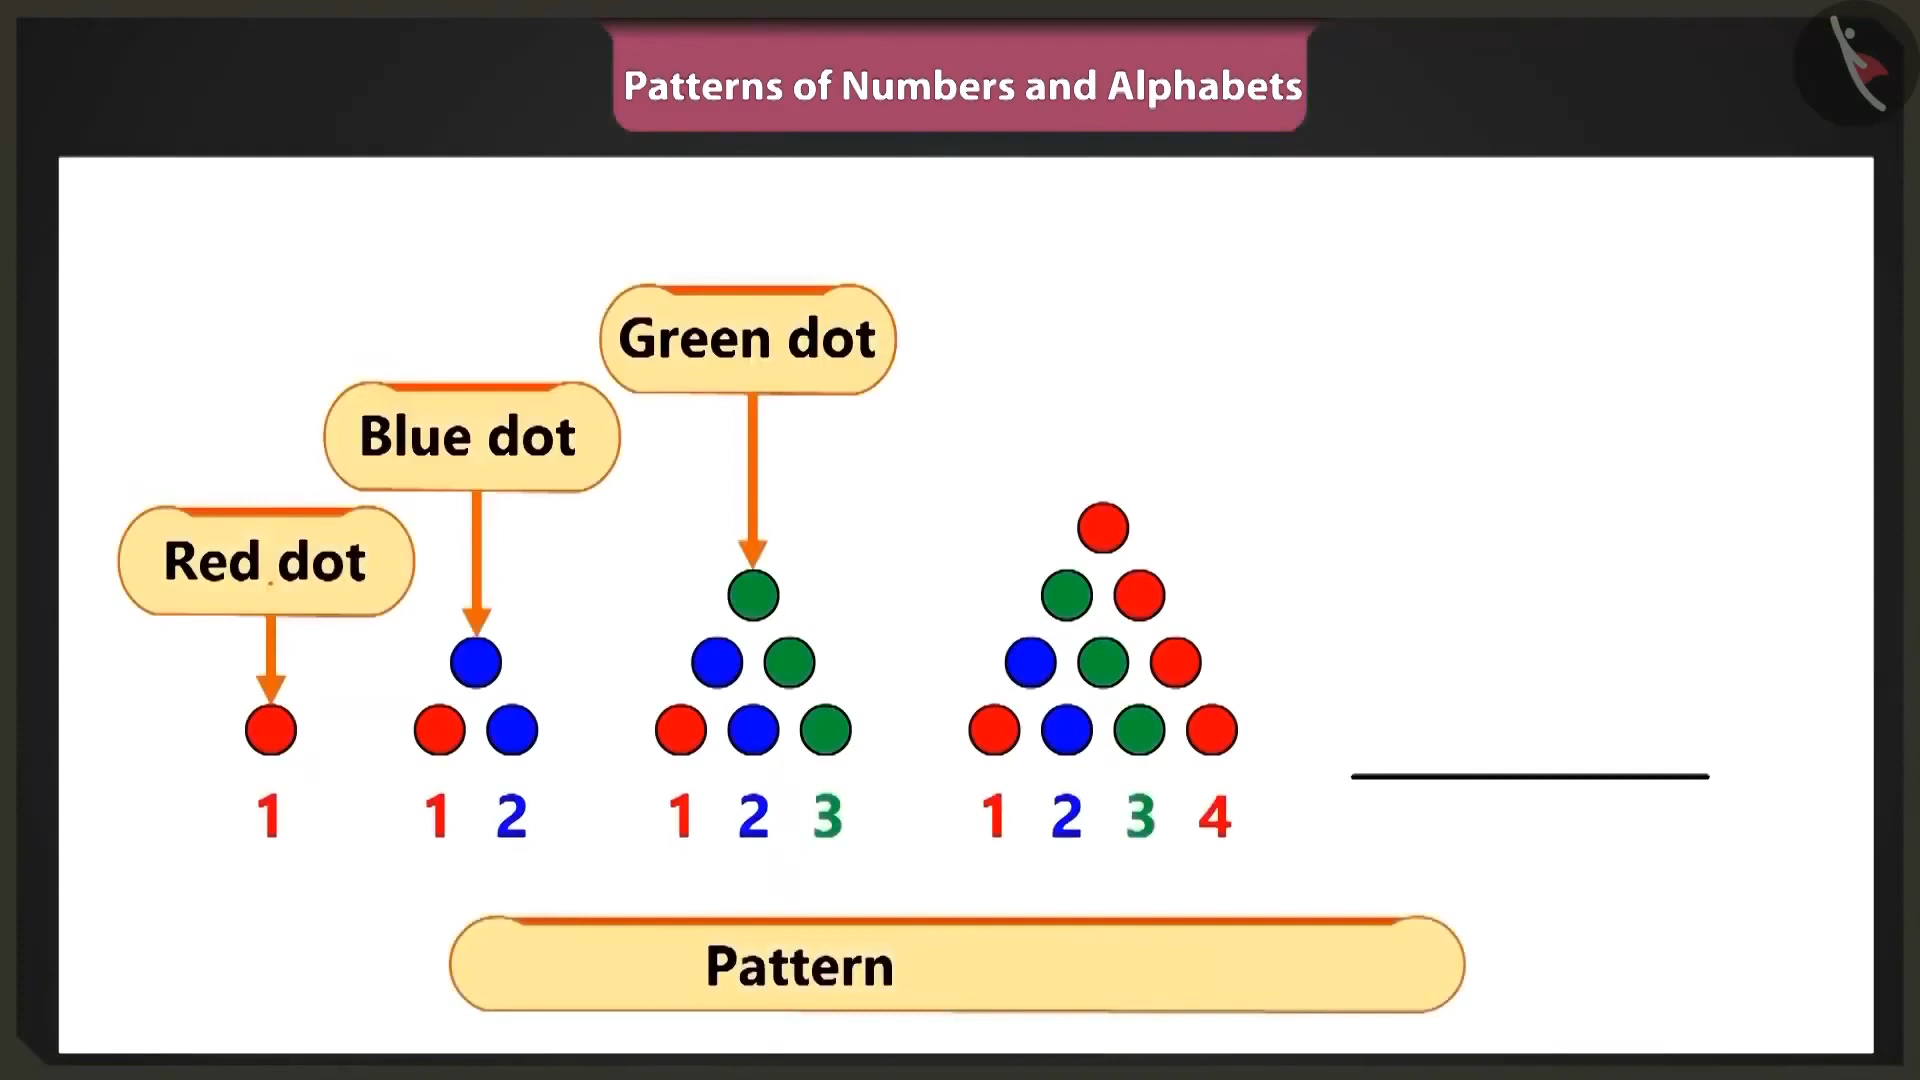 Patterns of Numbers and Alphabets
Green dot
Blue dot
Red dot
1 1 2 1 2 3 1 2 3 4
Pattern